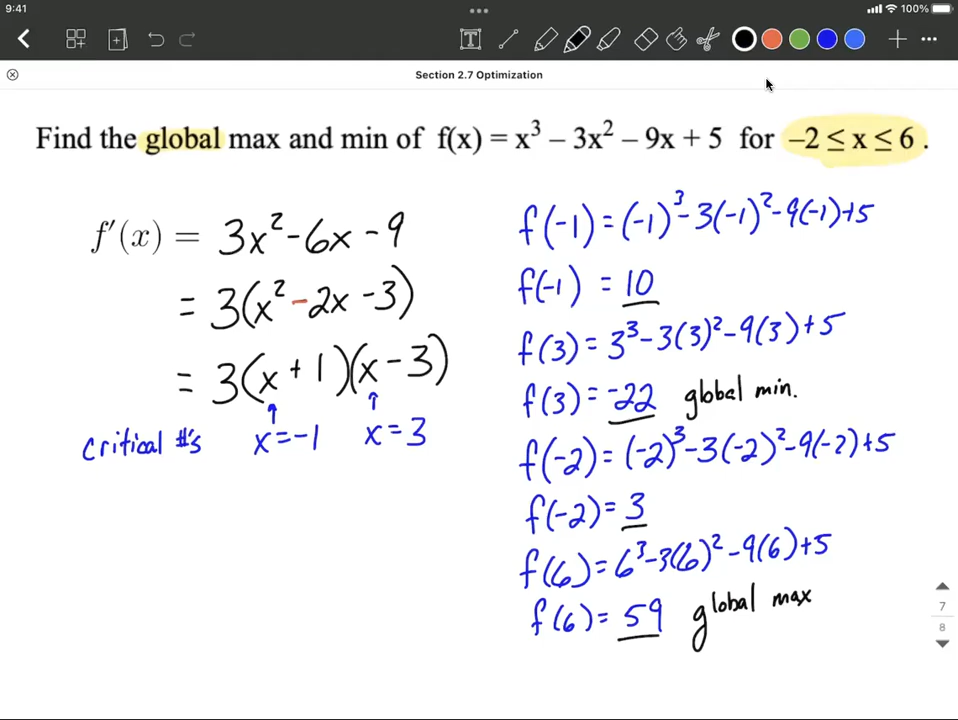 9:41
100%
Section 2.7 Optimization
Find the global max and min of f(x) = x³ – 3x² – 9x + 5 for –2 ≤ x ≤ 6 .
f′(x) = 3x² - 6x - 9
= 3(x² - 2x - 3)
= 3(x + 1)(x - 3)
critical #'s x = -1 x = 3
f(-1) = (-1)³ - 3(-1)² - 9(-1) + 5
f(-1) = 10
f(3) = 3³ - 3(3)² - 9(3) + 5
f(3) = -22 global min.
f(-2) = (-2)³ - 3(-2)² - 9(-2) + 5
f(-2) = 3
f(6) = 6³ - 3(6)² - 9(6) + 5
f(6) = 59 global max
7
8